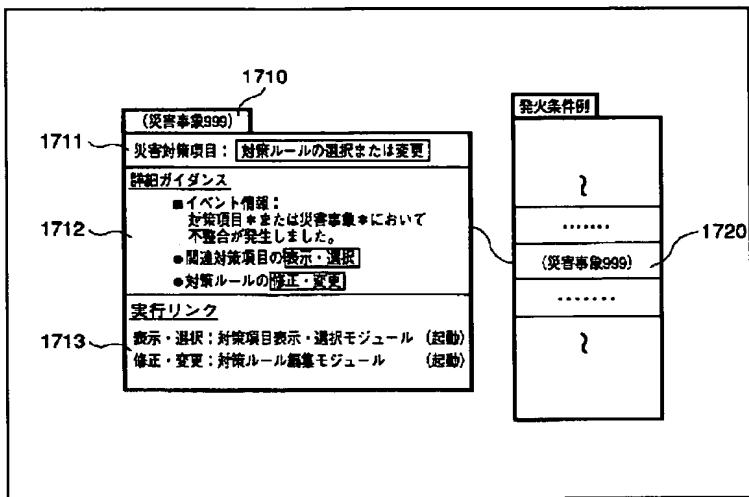 1710
(災害事象999)
1711
災害対策項目： 対策ルールの選択または変更
詳細ガイダンス
1712
■イベント情報：
対策項目＊または災害事象＊において
不整合が発生しました。
●関連対策項目の表示・選択
●対策ルールの修正・変更
実行リンク
1713
表示・選択：対策項目表示・選択モジュール （起動）
修正・変更：対策ルール編集モジュール （起動）
発火条件例
～
.......
1720
(災害事象999)
.......
～